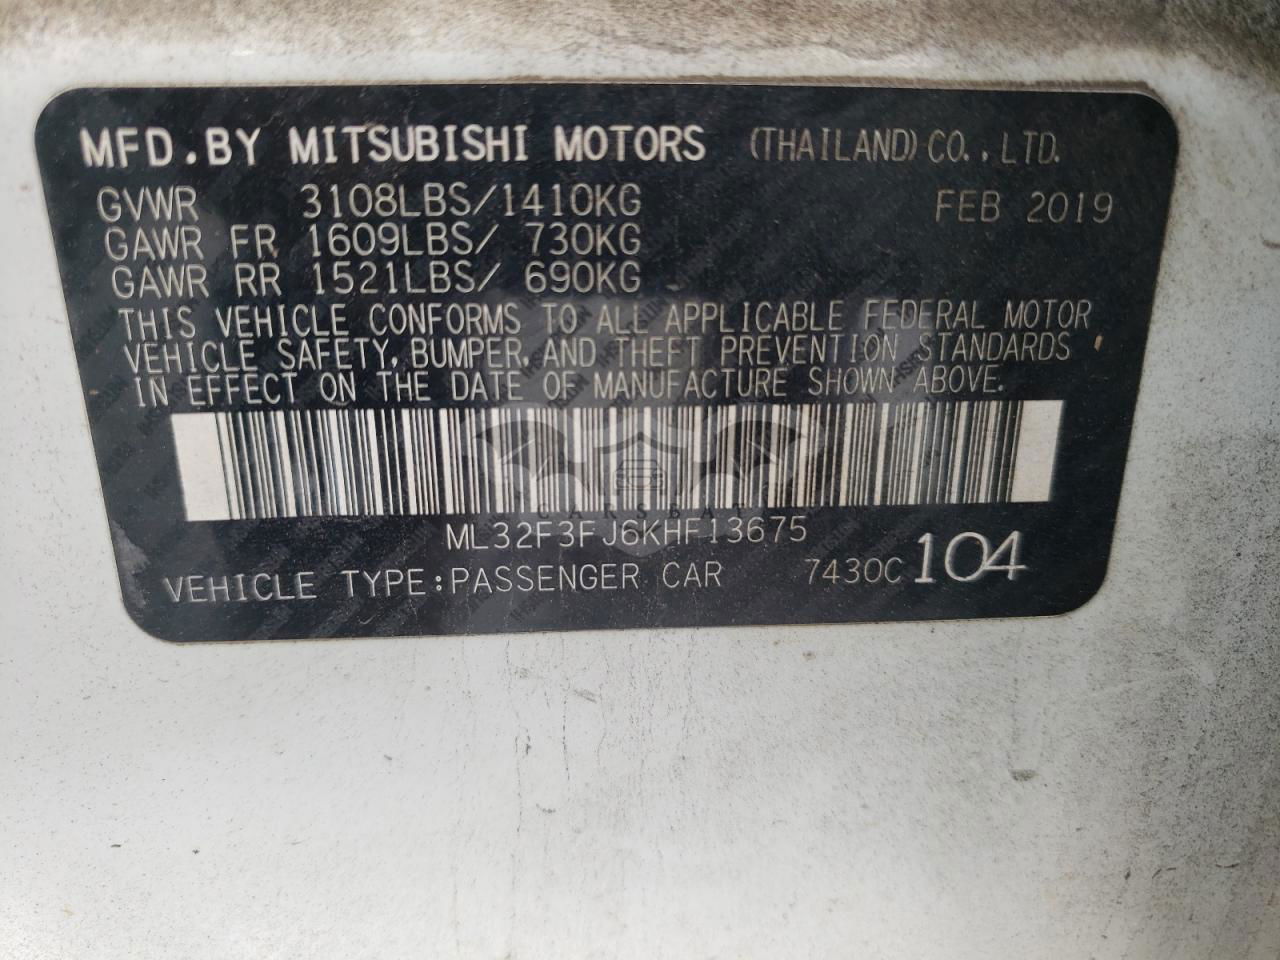 MFD.BY MITSUBISHI MOTORS (THAILAND) CO.,LTD.
GVWR 3108LBS/1410KG FEB 2019
GAWR FR 1609LBS/ 730KG
GAWR RR 1521LBS/ 690KG
THIS VEHICLE CONFORMS TO ALL APPLICABLE FEDERAL MOTOR
VEHICLE SAFETY, BUMPER, AND THEFT PREVENTION STANDARDS
IN EFFECT ON THE DATE OF MANUFACTURE SHOWN ABOVE.
CARSBAT
ML32F3FJ6KHF13675
VEHICLE TYPE:PASSENGER CAR 7430C 104